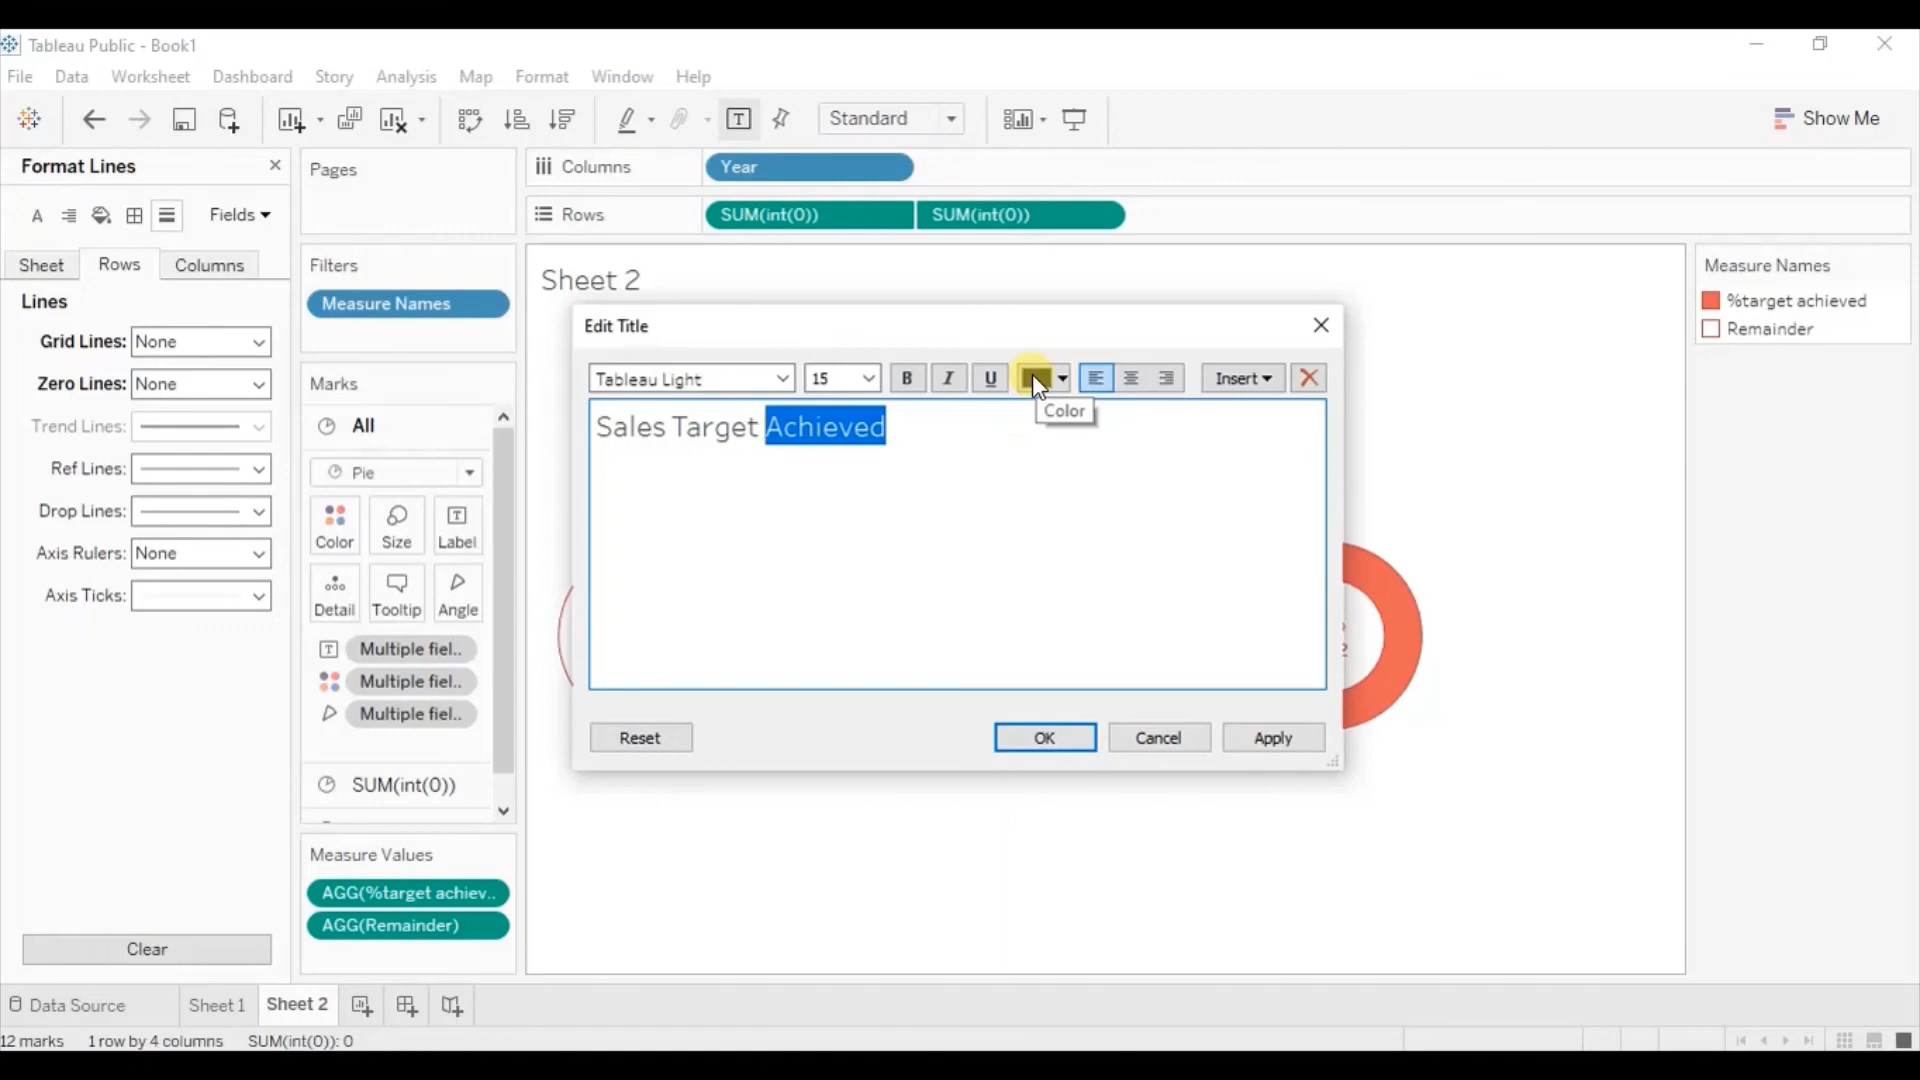 Tableau Public - Book1
File Data Worksheet Dashboard Story Analysis Map Format Window Help
Standard
Show Me
Format Lines
Fields
Sheet Rows Columns
Lines
Grid Lines: None
Zero Lines: None
Trend Lines:
Ref Lines:
Drop Lines:
Axis Rulers: None
Axis Ticks:
Clear
Pages
Filters
Measure Names
Marks
All
Pie
Color Size Label
Detail Tooltip Angle
Multiple fiel..
Multiple fiel..
Multiple fiel..
SUM(int(0))
Measure Values
AGG(%target achiev..
AGG(Remainder)
Columns Year
Rows SUM(int(0)) SUM(int(0))
Sheet 2
Edit Title
Tableau Light 15 B I U Insert
Color
Sales Target Achieved
Reset OK Cancel Apply
Measure Names
%target achieved
Remainder
Data Source Sheet 1 Sheet 2
12 marks 1 row by 4 columns SUM(int(0)): 0